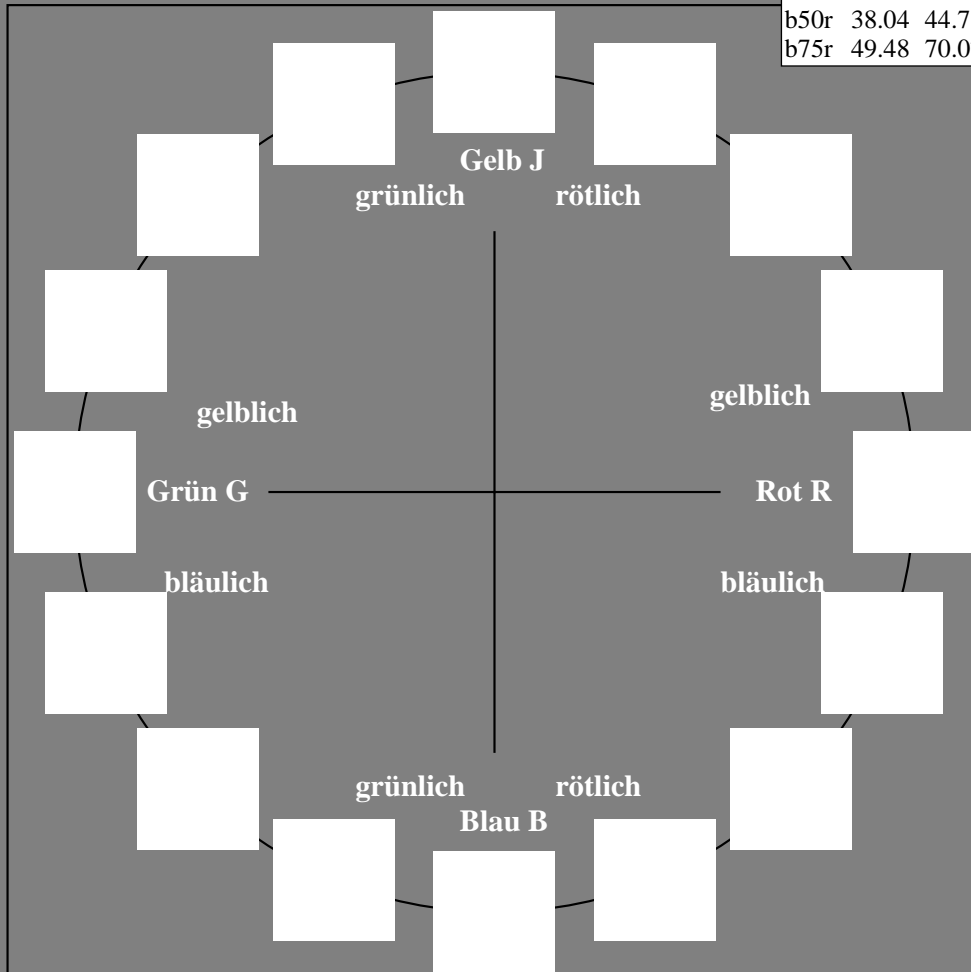 b50r 38.04 44.7
b75r 49.48 70.0
Gelb J
grünlich rötlich
gelblich
gelblich
Grün G
Rot R
bläulich bläulich
grünlich rötlich
Blau B